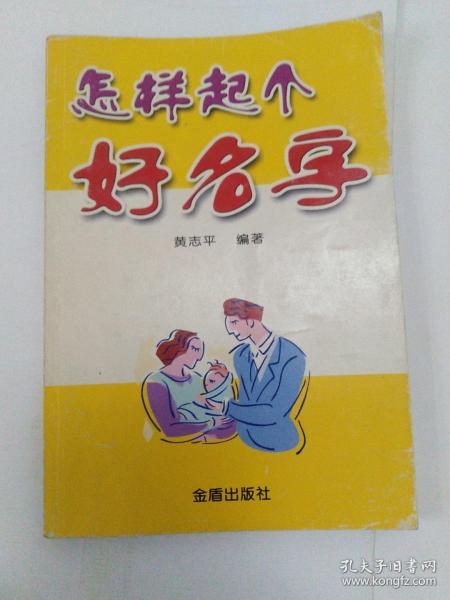 怎样起个
好名字
黄志平 编著
金盾出版社
孔夫子旧书网
www.kongfz.com